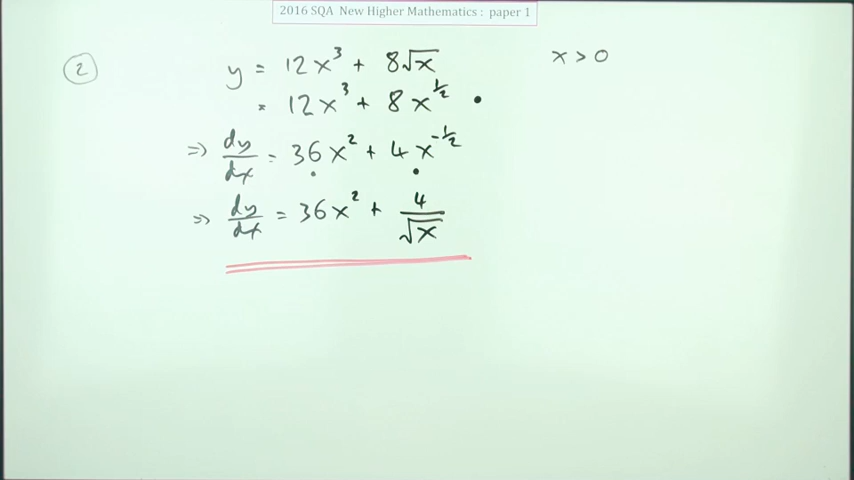 2016 SQA New Higher Mathematics : paper 1
② y = 12x³ + 8√x x > 0
= 12x³ + 8x^½
⇒ dy/dx = 36x² + 4x^-½
⇒ dy/dx = 36x² + 4/√x